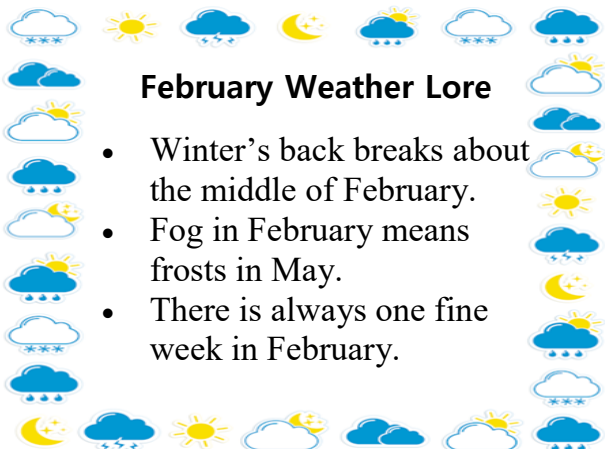 February Weather Lore
• Winter’s back breaks about
the middle of February.
• Fog in February means
frosts in May.
• There is always one fine
week in February.